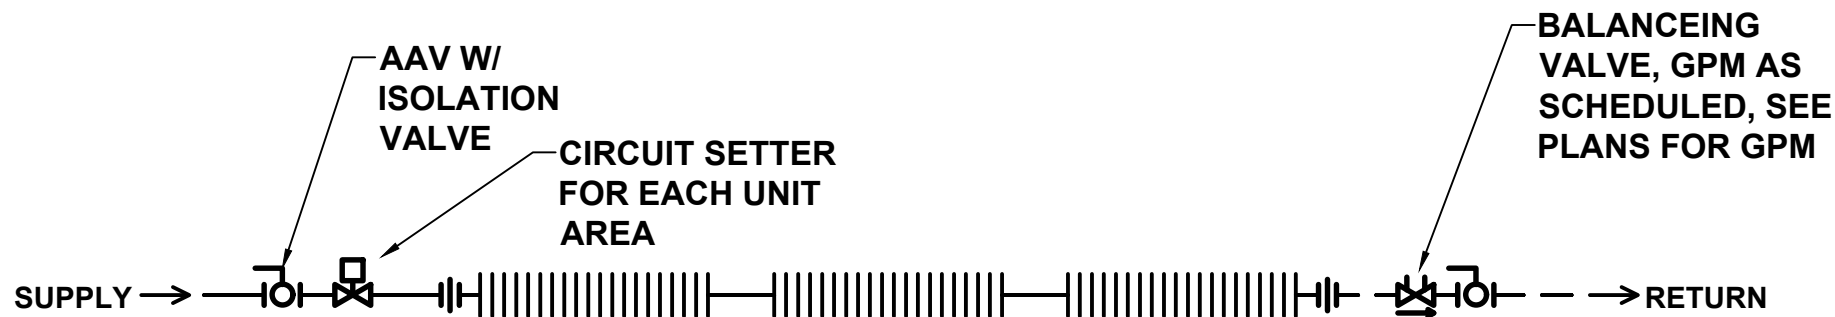 AAV W/
ISOLATION
VALVE
CIRCUIT SETTER
FOR EACH UNIT
AREA
BALANCEING
VALVE, GPM AS
SCHEDULED, SEE
PLANS FOR GPM
SUPPLY
RETURN